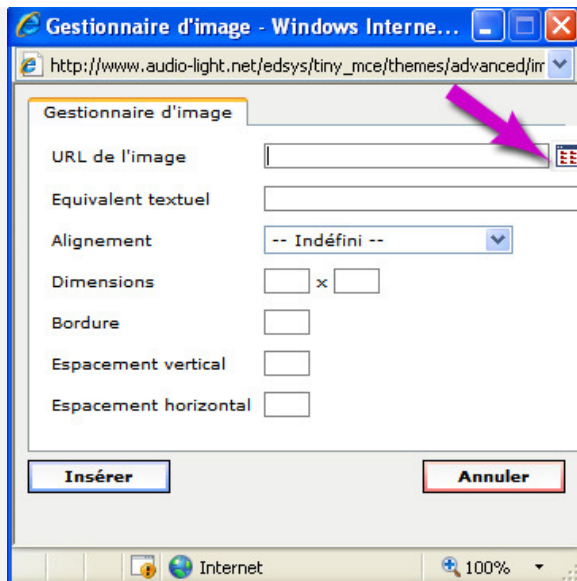 Gestionnaire d'image - Windows Interne...
http://www.audio-light.net/edsys/tiny_mce/themes/advanced/im
Gestionnaire d'image
URL de l'image
Equivalent textuel
Alignement -- Indéfini --
Dimensions x
Bordure
Espacement vertical
Espacement horizontal
Insérer Annuler
Internet 100%